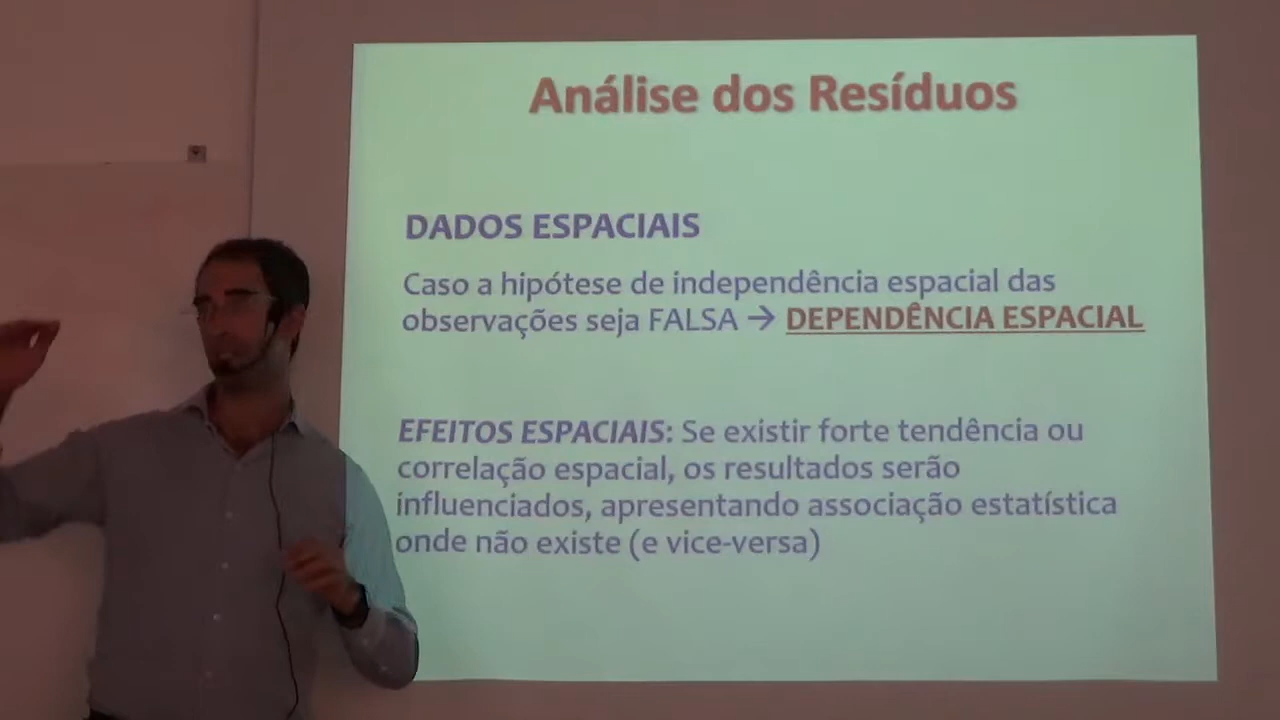 Análise dos Resíduos
DADOS ESPACIAIS
Caso a hipótese de independência espacial das
observações seja FALSA → DEPENDÊNCIA ESPACIAL
EFEITOS ESPACIAIS: Se existir forte tendência ou
correlação espacial, os resultados serão
influenciados, apresentando associação estatística
onde não existe (e vice-versa)